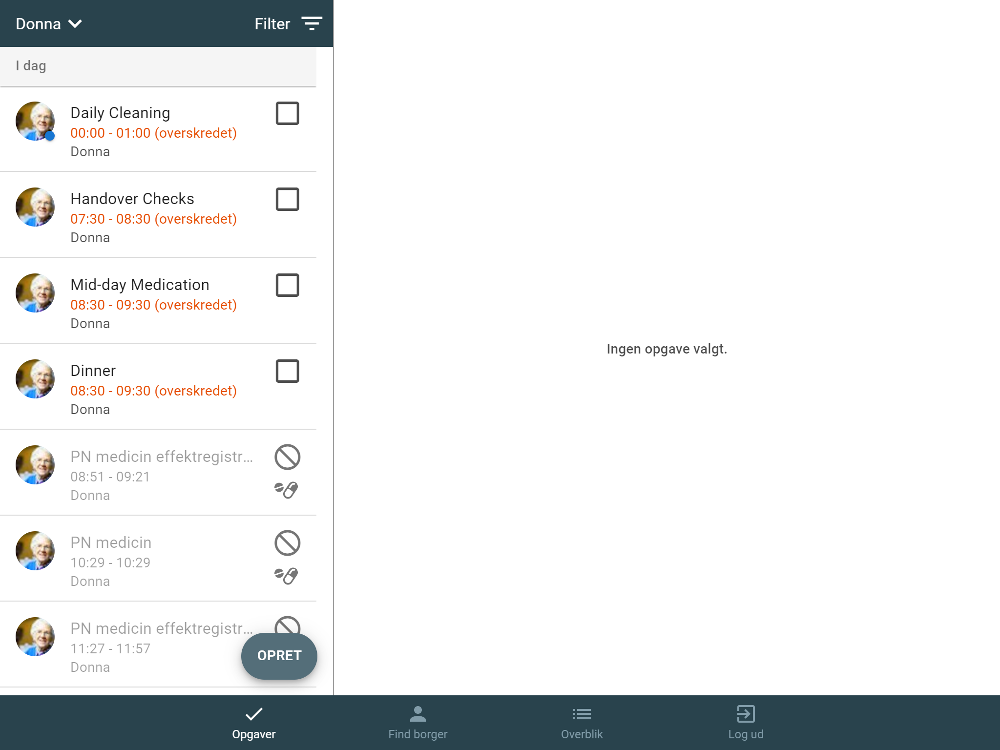 Donna
Filter
I dag
Daily Cleaning
00:00 - 01:00 (overskredet)
Donna
Handover Checks
07:30 - 08:30 (overskredet)
Donna
Mid-day Medication
08:30 - 09:30 (overskredet)
Donna
Dinner
08:30 - 09:30 (overskredet)
Donna
PN medicin effektregistr...
08:51 - 09:21
Donna
PN medicin
10:29 - 10:29
Donna
PN medicin effektregistr...
11:27 - 11:57
Donna
OPRET
Ingen opgave valgt.
Opgaver
Find borger
Overblik
Log ud